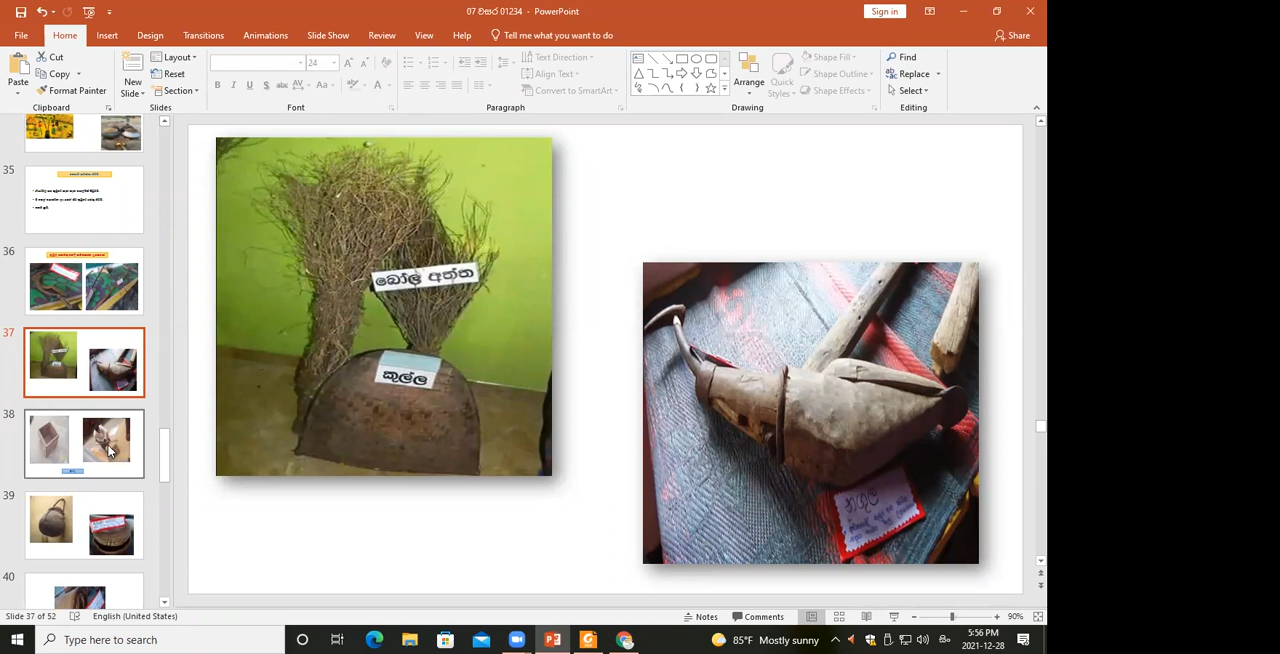 07 වසර 01234 - PowerPoint
Sign in
File Home Insert Design Transitions Animations Slide Show Review View Help Tell me what you want to do Share
Paste
Cut
Copy
Format Painter
Clipboard
New Slide
Layout
Reset
Section
Slides
24
Font
Text Direction
Align Text
Convert to SmartArt
Paragraph
Arrange
Quick Styles
Shape Fill
Shape Outline
Shape Effects
Drawing
Find
Replace
Select
Editing
35
36
37
38
39
40
බෝල අත්ත
කුල්ල
නගුල
Slide 37 of 52 English (United States) Notes Comments 90%
Type here to search
85°F Mostly sunny
5:56 PM
2021-12-28